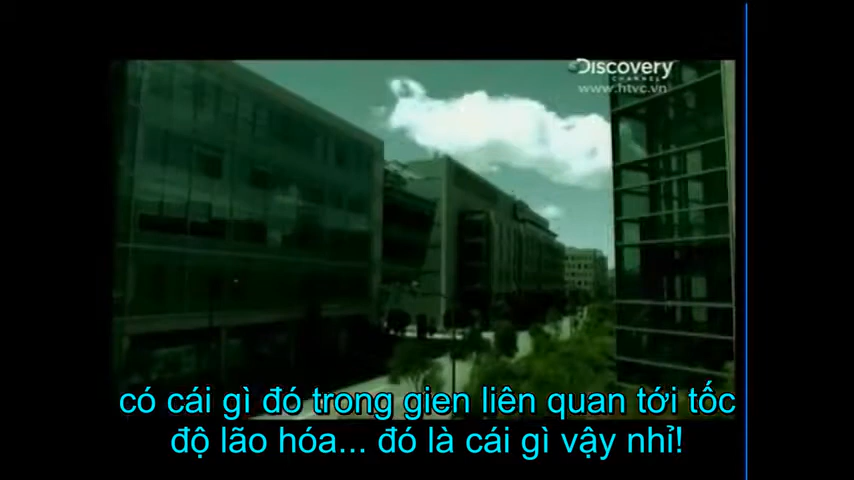 Discovery
CHANNEL
www.htvc.vn
có cái gì đó trong gien liên quan tới tốc
độ lão hóa... đó là cái gì vậy nhỉ!